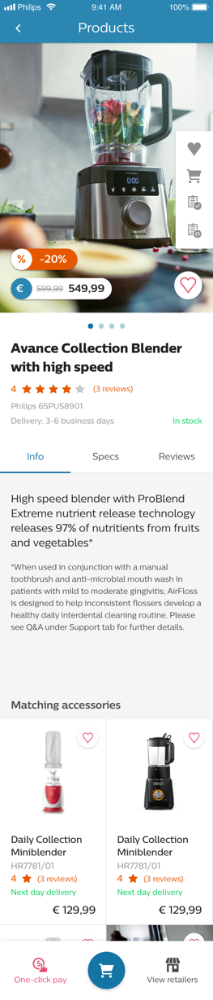 Philips 9:41 AM 100%
Products
PHILIPS
% -20%
€ 599,99 549,99
Avance Collection Blender
with high speed
4 (3 reviews)
Philips 65PUS8901
Delivery: 3-6 business days In stock
Info Specs Reviews
High speed blender with ProBlend
Extreme nutrient release technology
releases 97% of nutritients from fruits
and vegetables*
*When used in conjunction with a manual
toothbrush and anti-microbial mouth wash in
patients with mild to moderate gingivitis; AirFloss
is designed to help inconsistent flossers develop a
healthy daily interdental cleaning routine. Please
see Q&A under Support tab for further details.
Matching accessories
Daily Collection
Miniblender
HR7781/01
4 (3 reviews)
Next day delivery
€ 129,99
Daily Collection
Miniblender
HR7781/01
4 (3 reviews)
Next day delivery
€ 129,99
One-click pay View retailers